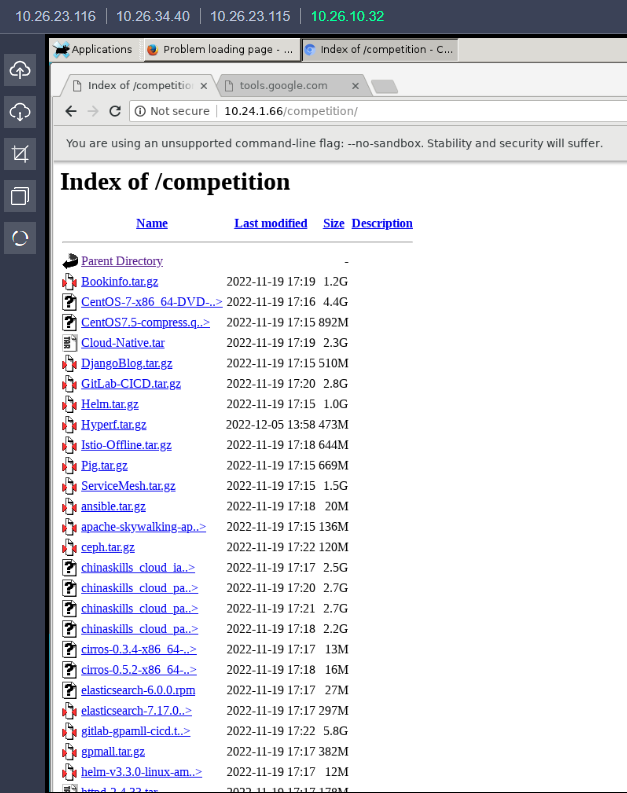 10.26.23.116 10.26.34.40 10.26.23.115 10.26.10.32
Applications Problem loading page - ... Index of /competition - C...
Index of /competition tools.google.com
Not secure 10.24.1.66/competition/
You are using an unsupported command-line flag: --no-sandbox. Stability and security will suffer.
Index of /competition
Name Last modified Size Description
Parent Directory -
Bookinfo.tar.gz 2022-11-19 17:19 1.2G
CentOS-7-x86_64-DVD-..> 2022-11-19 17:16 4.4G
CentOS7.5-compress.q..> 2022-11-19 17:15 892M
Cloud-Native.tar 2022-11-19 17:19 2.3G
DjangoBlog.tar.gz 2022-11-19 17:15 510M
GitLab-CICD.tar.gz 2022-11-19 17:20 2.8G
Helm.tar.gz 2022-11-19 17:15 1.0G
Hyperf.tar.gz 2022-12-05 13:58 473M
Istio-Offline.tar.gz 2022-11-19 17:18 644M
Pig.tar.gz 2022-11-19 17:15 669M
ServiceMesh.tar.gz 2022-11-19 17:15 1.5G
ansible.tar.gz 2022-11-19 17:18 20M
apache-skywalking-ap..> 2022-11-19 17:15 136M
ceph.tar.gz 2022-11-19 17:22 120M
chinaskills_cloud_ia..> 2022-11-19 17:17 2.5G
chinaskills_cloud_pa..> 2022-11-19 17:20 2.7G
chinaskills_cloud_pa..> 2022-11-19 17:21 2.7G
chinaskills_cloud_pa..> 2022-11-19 17:18 2.2G
cirros-0.3.4-x86_64-..> 2022-11-19 17:17 13M
cirros-0.5.2-x86_64-..> 2022-11-19 17:18 16M
elasticsearch-6.0.0.rpm 2022-11-19 17:17 27M
elasticsearch-7.17.0..> 2022-11-19 17:17 297M
gitlab-gpamll-cicd.t..> 2022-11-19 17:22 5.8G
gpmall.tar.gz 2022-11-19 17:17 382M
helm-v3.3.0-linux-am..> 2022-11-19 17:17 12M
httpd-2.4.33.tar 2022-11-19 17:17 178M